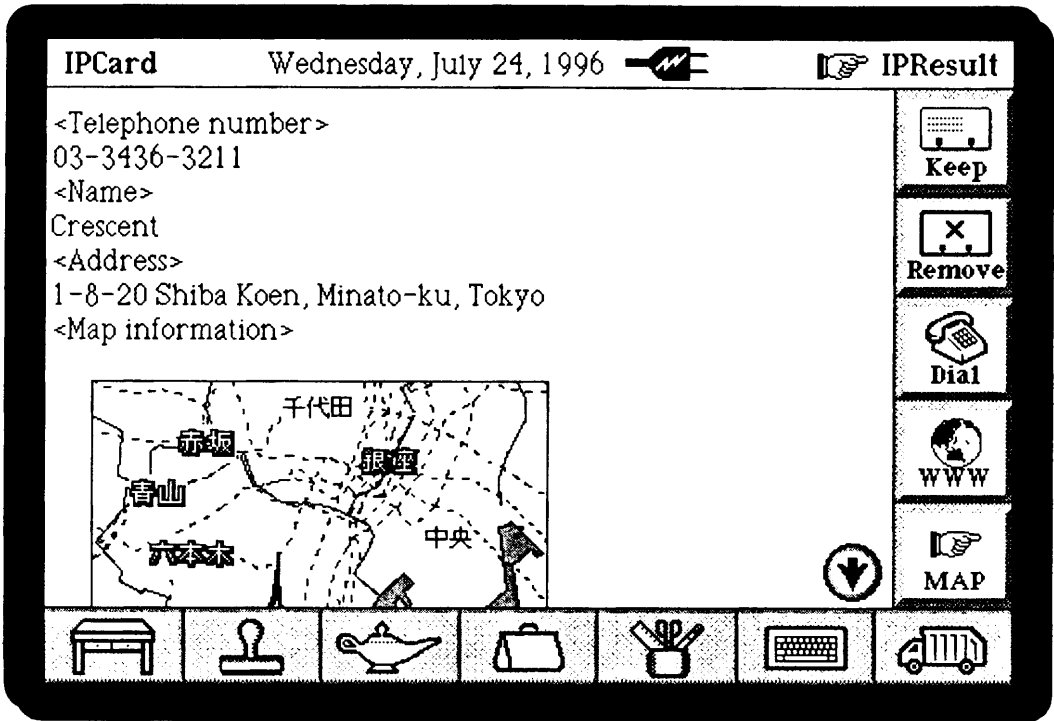 IPCard Wednesday, July 24, 1996 IPResult
<Telephone number>
03-3436-3211
<Name>
Crescent
<Address>
1-8-20 Shiba Koen, Minato-ku, Tokyo
<Map information>
千代田
赤坂
銀座
青山
中央
六本木
Keep
Remove
Dial
WWW
MAP